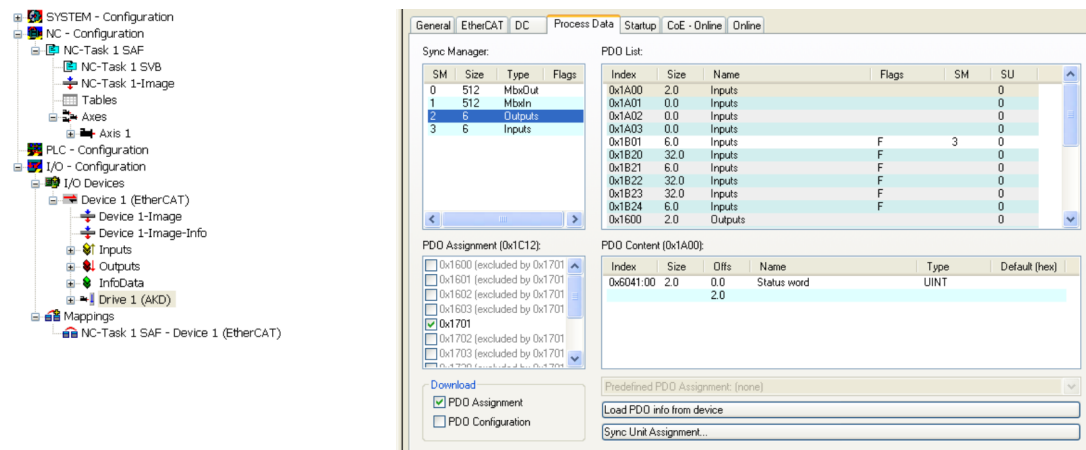 SYSTEM - Configuration
NC - Configuration
NC-Task 1 SAF
NC-Task 1 SVB
NC-Task 1-Image
Tables
Axes
Axis 1
PLC - Configuration
I/O - Configuration
I/O Devices
Device 1 (EtherCAT)
Device 1-Image
Device 1-Image-Info
Inputs
Outputs
InfoData
Drive 1 (AKD)
Mappings
NC-Task 1 SAF - Device 1 (EtherCAT)
General EtherCAT DC Process Data Startup CoE - Online Online
Sync Manager:
SM Size Type Flags
0 512 MbxOut
1 512 MbxIn
2 6 Outputs
3 6 Inputs
PDO List:
Index Size Name Flags SM SU
0x1A00 2.0 Inputs 0
0x1A01 0.0 Inputs 0
0x1A02 0.0 Inputs 0
0x1A03 0.0 Inputs 0
0x1B01 6.0 Inputs F 3 0
0x1B20 32.0 Inputs F 0
0x1B21 6.0 Inputs F 0
0x1B22 32.0 Inputs F 0
0x1B23 32.0 Inputs F 0
0x1B24 6.0 Inputs F 0
0x1600 2.0 Outputs 0
PDO Assignment (0x1C12):
0x1600 (excluded by 0x1701
0x1601 (excluded by 0x1701
0x1602 (excluded by 0x1701
0x1603 (excluded by 0x1701
0x1701
0x1702 (excluded by 0x1701
0x1703 (excluded by 0x1701
PDO Content (0x1A00):
Index Size Offs Name Type Default (hex)
0x6041:00 2.0 0.0 Status word UINT
2.0
Download
PDO Assignment
PDO Configuration
Predefined PDO Assignment: (none)
Load PDO info from device
Sync Unit Assignment...